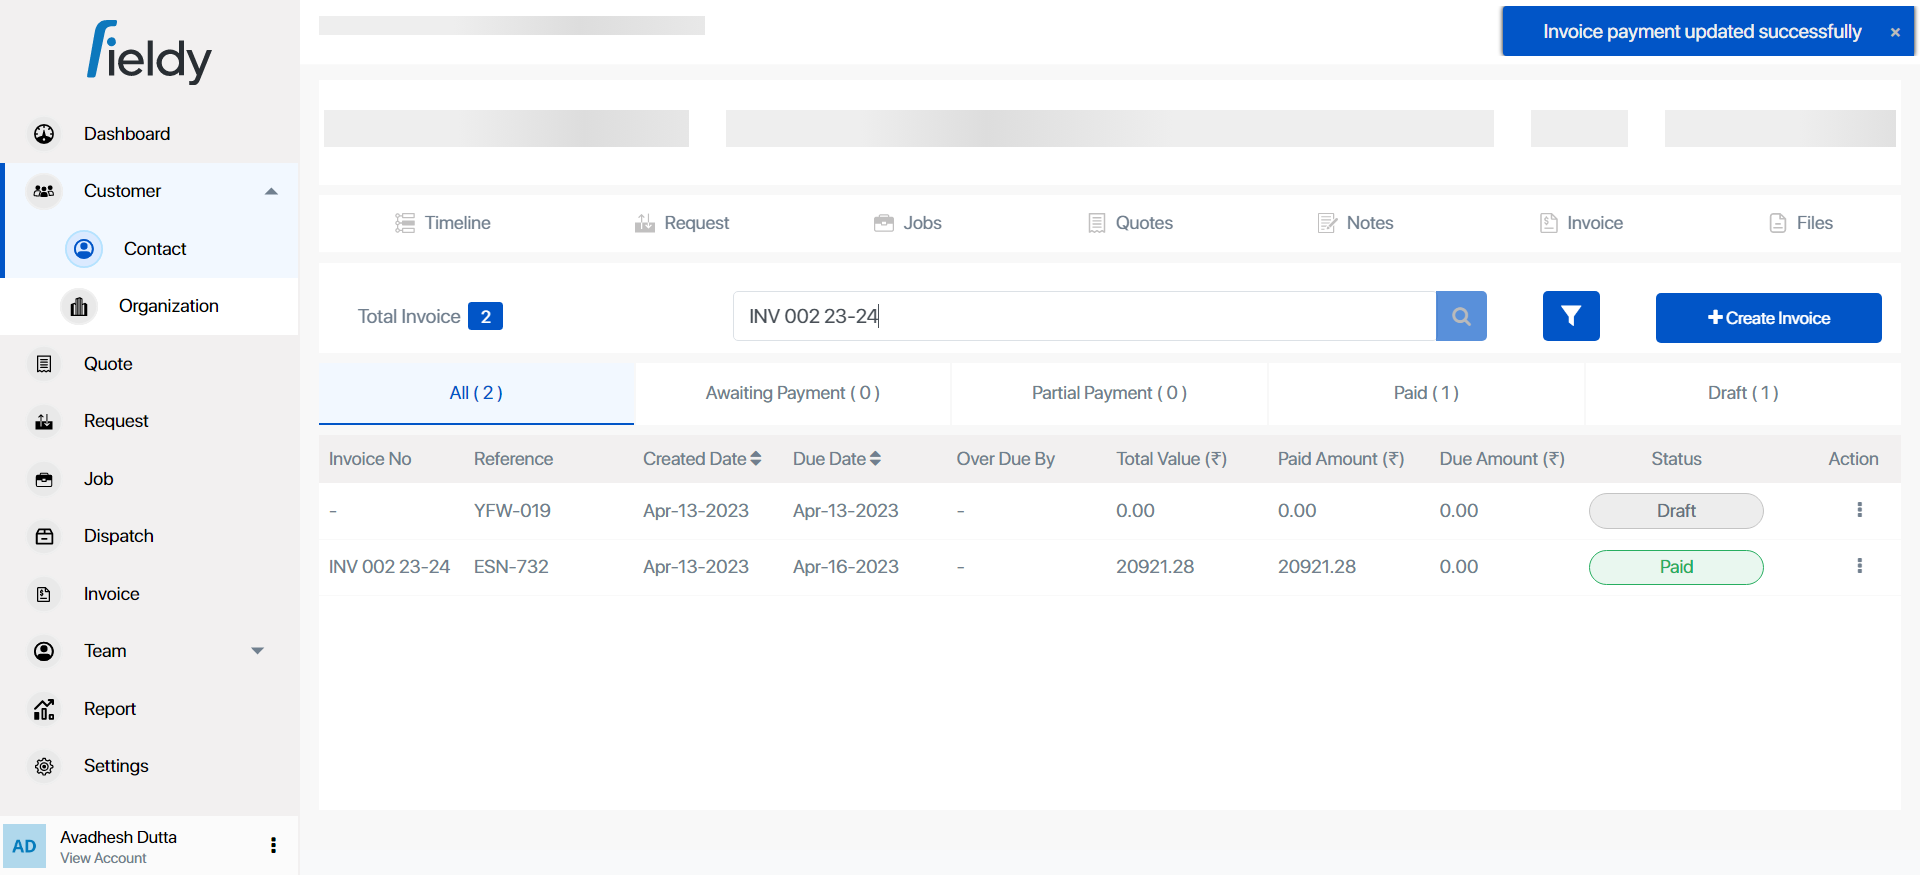 fieldy
Invoice payment updated successfully ×
Dashboard
Customer
Contact
Organization
Quote
Request
Job
Dispatch
Invoice
Team
Report
Settings
AD
Avadhesh Dutta
View Account
Timeline Request Jobs Quotes Notes Invoice Files
Total Invoice 2
INV 002 23-24
+ Create Invoice
All ( 2 ) Awaiting Payment ( 0 ) Partial Payment ( 0 ) Paid ( 1 ) Draft ( 1 )
Invoice No Reference Created Date Due Date Over Due By Total Value (₹) Paid Amount (₹) Due Amount (₹) Status Action
- YFW-019 Apr-13-2023 Apr-13-2023 - 0.00 0.00 0.00 Draft
INV 002 23-24 ESN-732 Apr-13-2023 Apr-16-2023 - 20921.28 20921.28 0.00 Paid